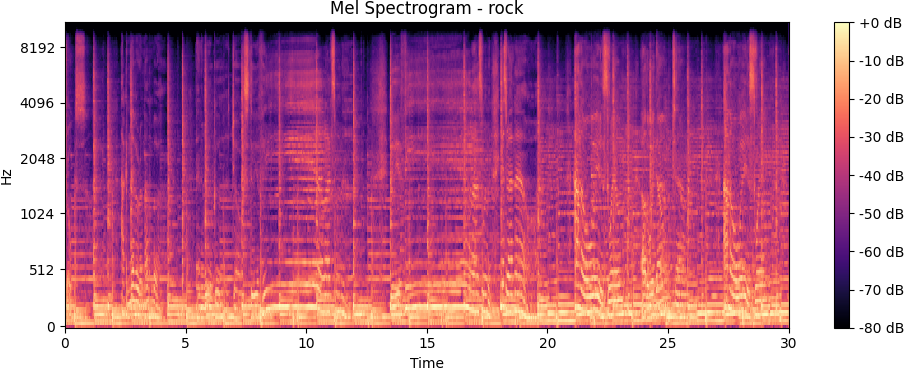 Mel Spectrogram - rock
Hz
8192
4096
2048
1024
512
0
0 5 10 15 20 25 30
Time
+0 dB
-10 dB
-20 dB
-30 dB
-40 dB
-50 dB
-60 dB
-70 dB
-80 dB